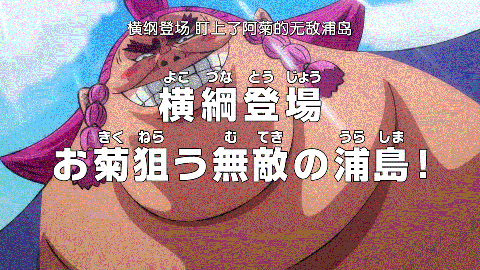 横纲登场 盯上了阿菊的无敌浦岛
よこ づな とう じょう
横綱登場
きく ねら む てき うら しま
お菊狙う無敵の浦島!